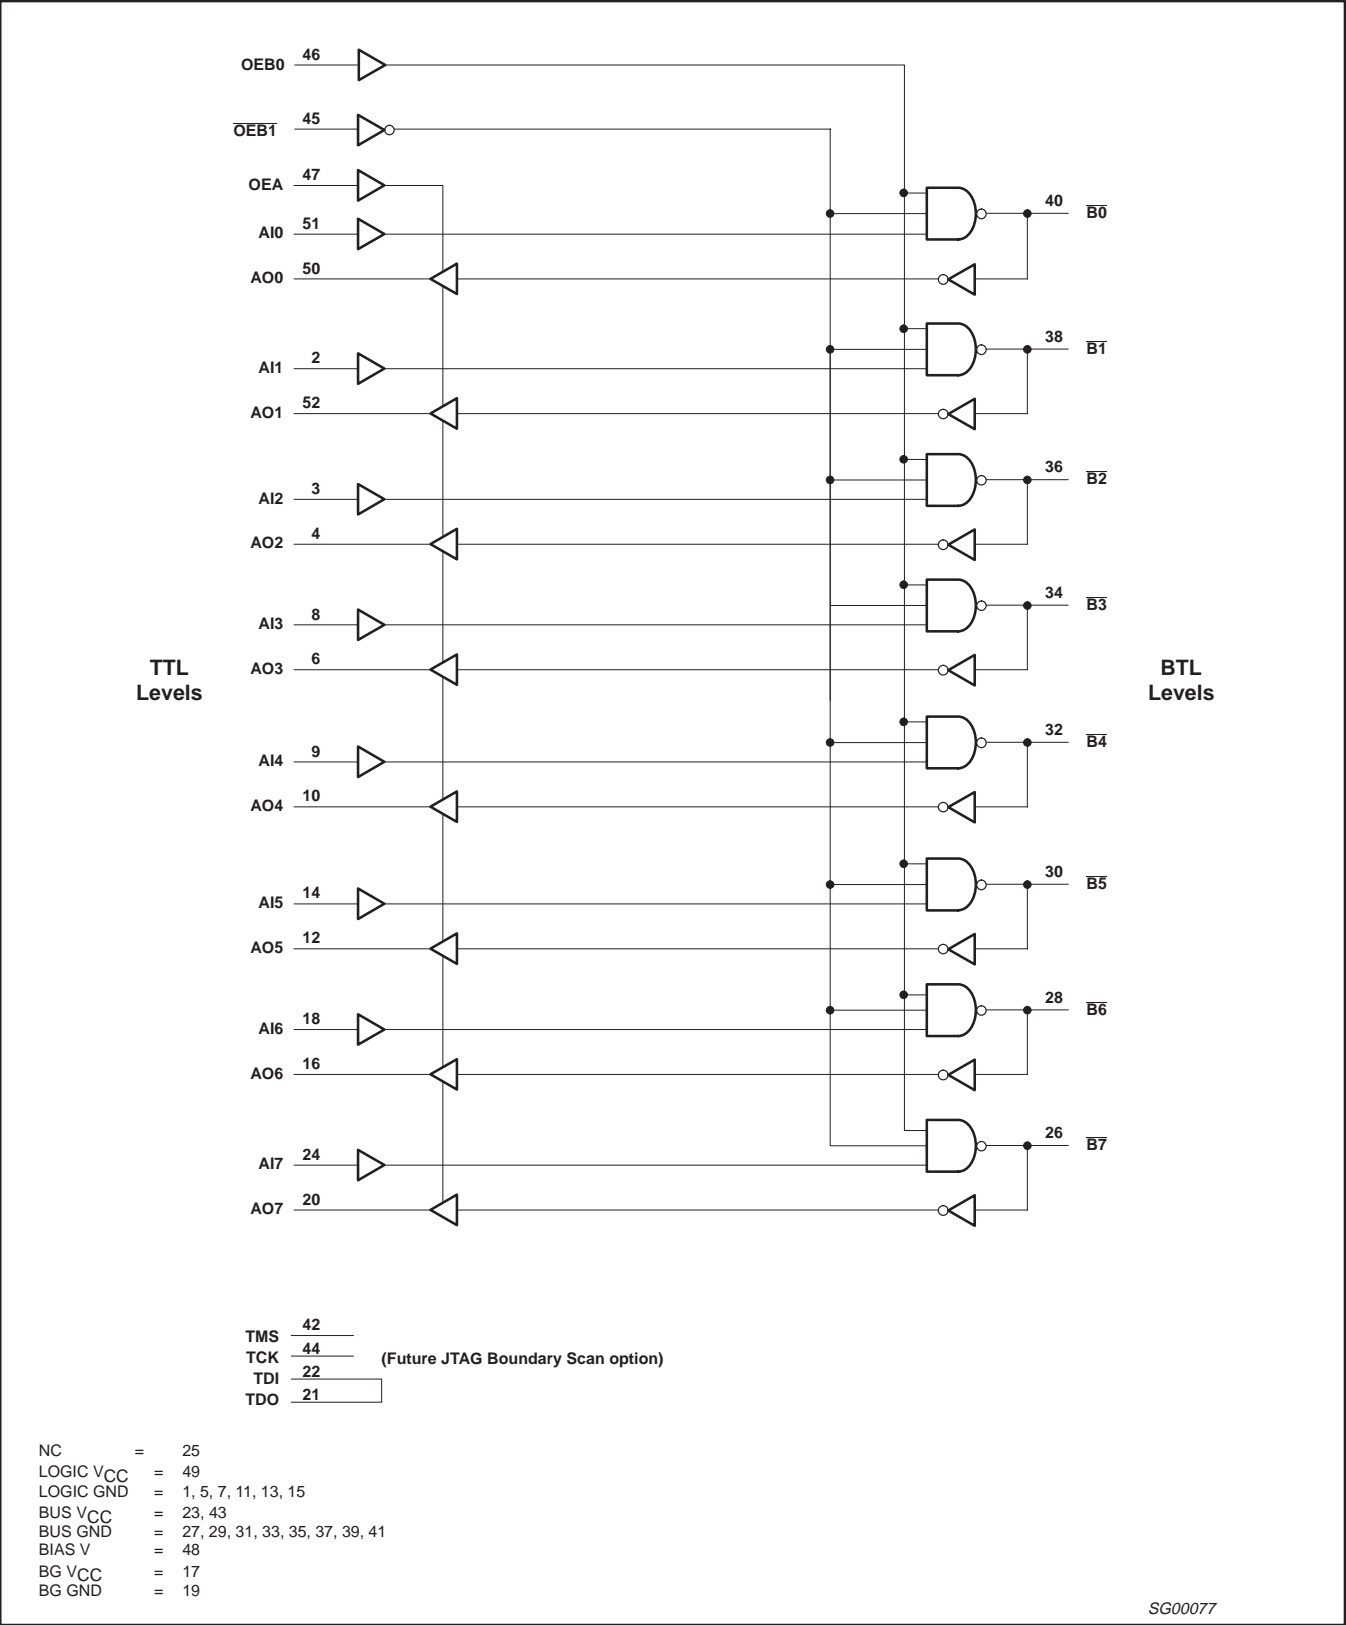 OEB0 46
OEB1 45
OEA 47
AI0 51
40 B0
AO0 50
AI1 2
38 B1
AO1 52
AI2 3
36 B2
AO2 4
AI3 8
34 B3
AO3 6
TTL
Levels
BTL
Levels
AI4 9
32 B4
AO4 10
AI5 14
30 B5
AO5 12
AI6 18
28 B6
AO6 16
AI7 24
26 B7
AO7 20
TMS 42
TCK 44
(Future JTAG Boundary Scan option)
TDI 22
TDO 21
NC = 25
LOGIC VCC = 49
LOGIC GND = 1, 5, 7, 11, 13, 15
BUS VCC = 23, 43
BUS GND = 27, 29, 31, 33, 35, 37, 39, 41
BIAS V = 48
BG VCC = 17
BG GND = 19
SG00077